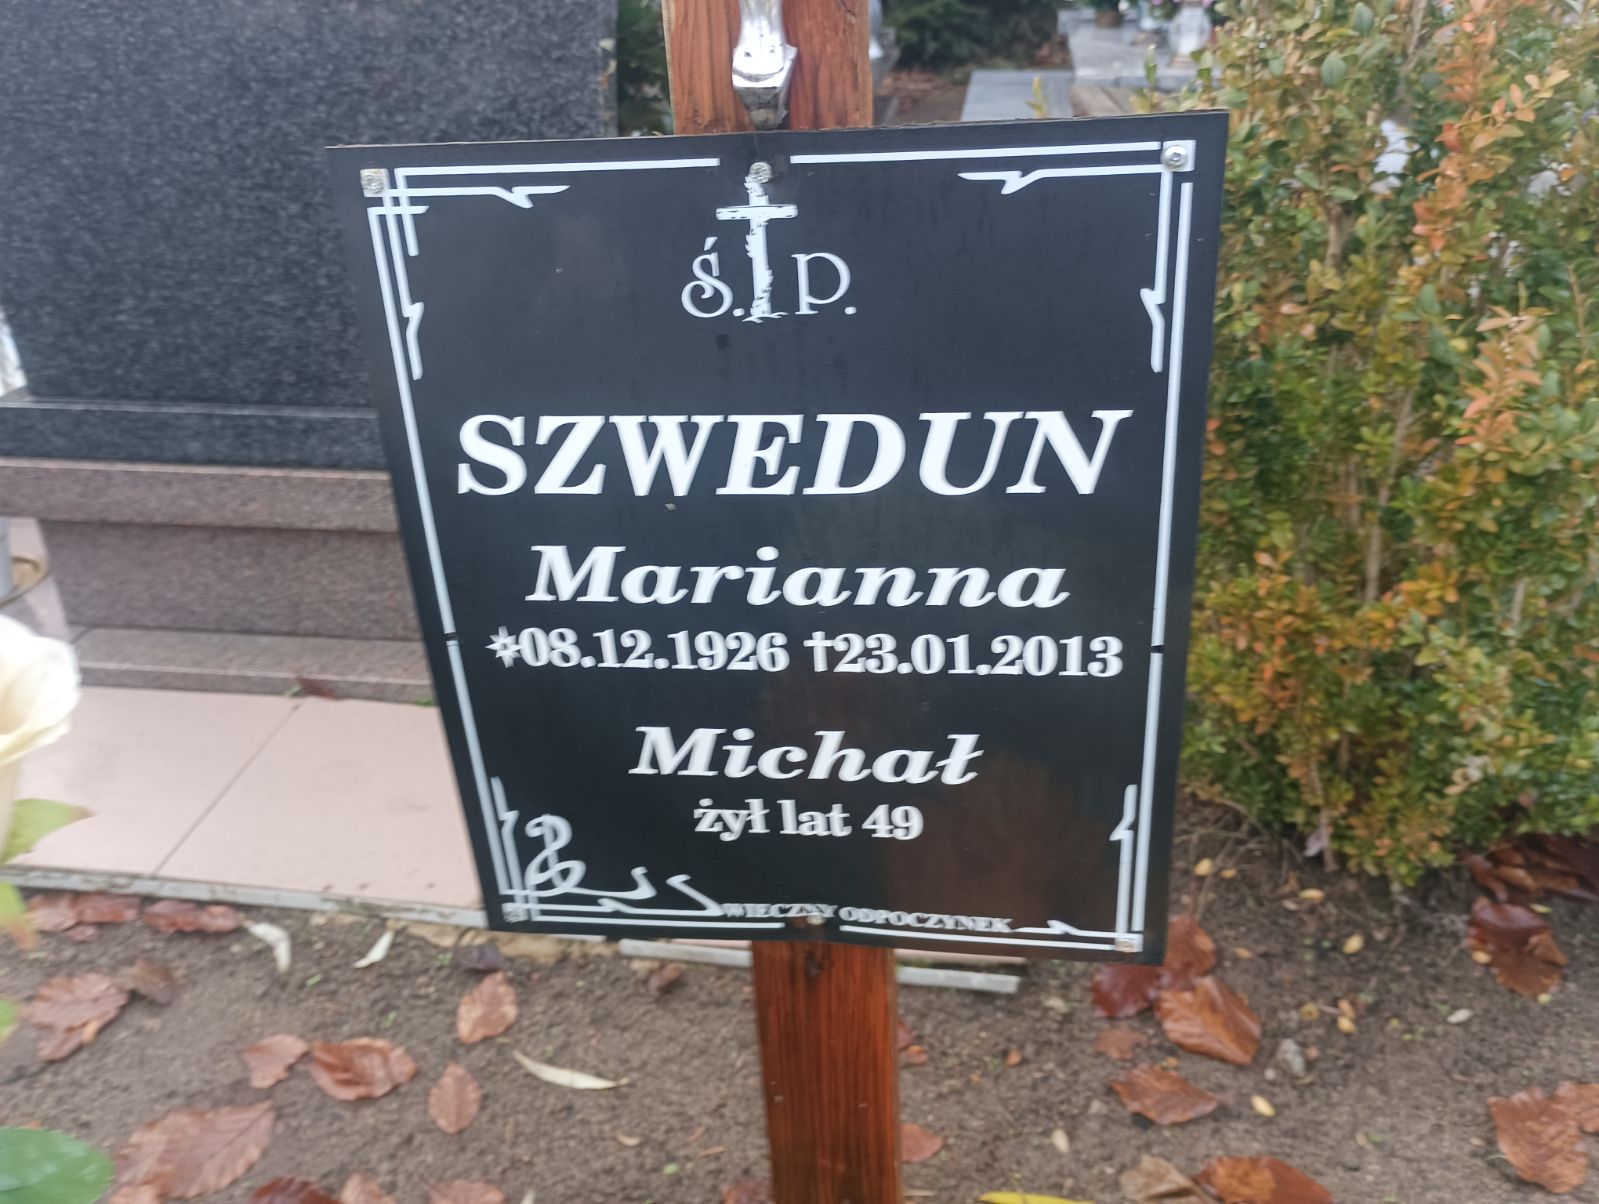 Ś. P.
SZWEDUN
Marianna
*08.12.1926 †23.01.2013
Michał
żył lat 49
WIECZNY ODPOCZYNEK